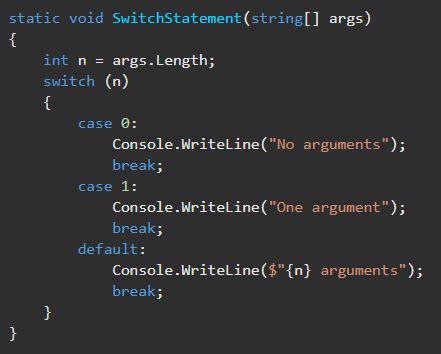 static void SwitchStatement(string[] args)
{
    int n = args.Length;
    switch (n)
    {
        case 0:
            Console.WriteLine("No arguments");
            break;
        case 1:
            Console.WriteLine("One argument");
            break;
        default:
            Console.WriteLine($"{n} arguments");
            break;
    }
}